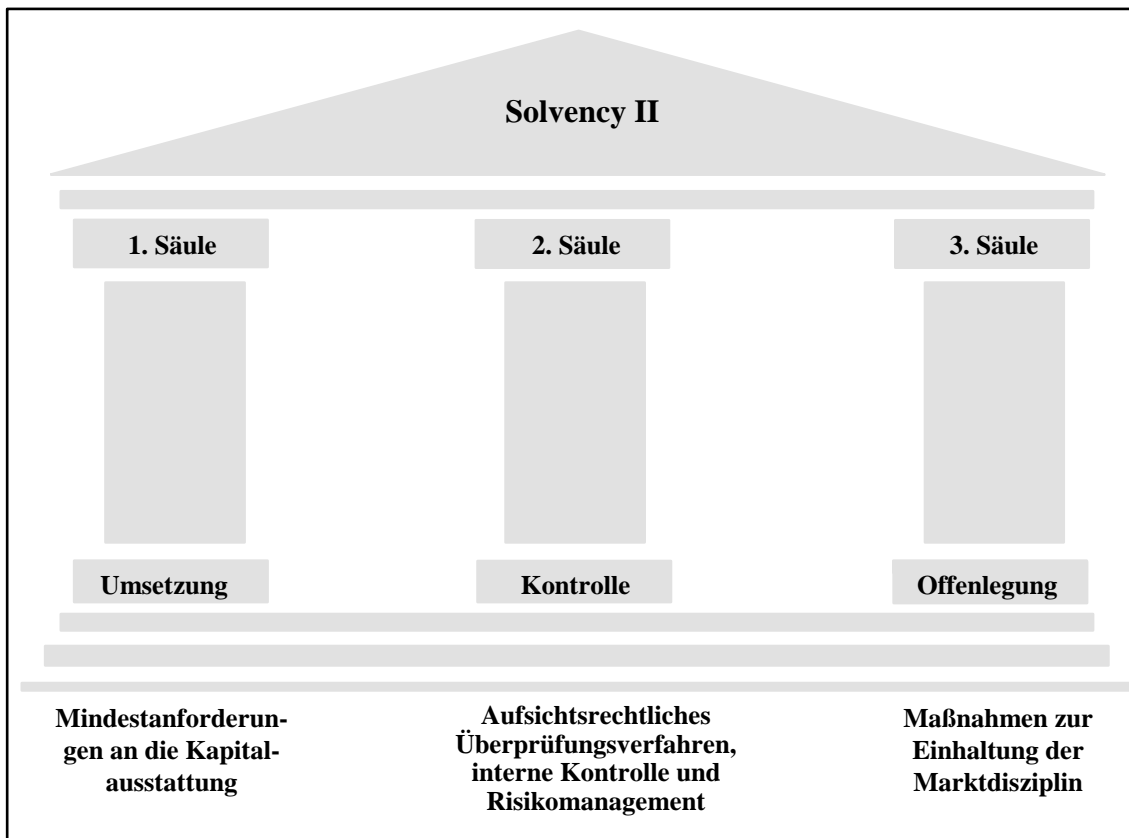 Solvency II
1. Säule
2. Säule
3. Säule
Umsetzung
Kontrolle
Offenlegung
Mindestanforderun-
gen an die Kapital-
ausstattung
Aufsichtsrechtliches
Überprüfungsverfahren,
interne Kontrolle und
Risikomanagement
Maßnahmen zur
Einhaltung der
Marktdisziplin